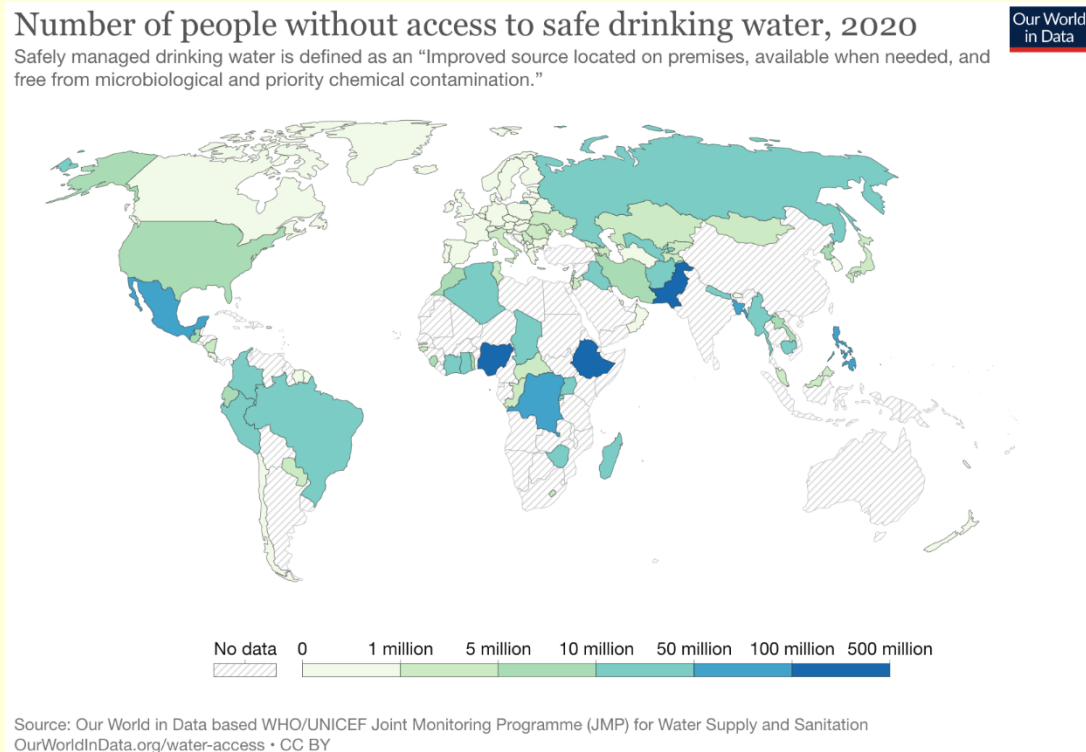 Number of people without access to safe drinking water, 2020
Our World
in Data
Safely managed drinking water is defined as an “Improved source located on premises, available when needed, and
free from microbiological and priority chemical contamination.”
No data
0
1 million
5 million
10 million
50 million
100 million
500 million
Source: Our World in Data based WHO/UNICEF Joint Monitoring Programme (JMP) for Water Supply and Sanitation
OurWorldInData.org/water-access • CC BY